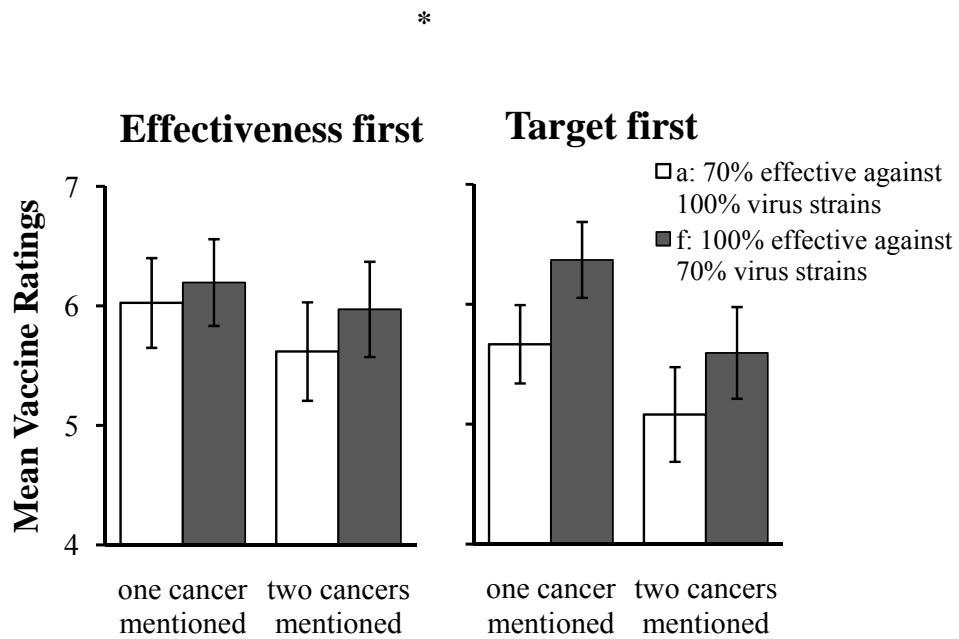 *
Effectiveness first
Target first
a: 70% effective against
100% virus strains
f: 100% effective against
70% virus strains
Mean Vaccine Ratings
7
6
5
4
one cancer
mentioned
two cancers
mentioned
one cancer
mentioned
two cancers
mentioned